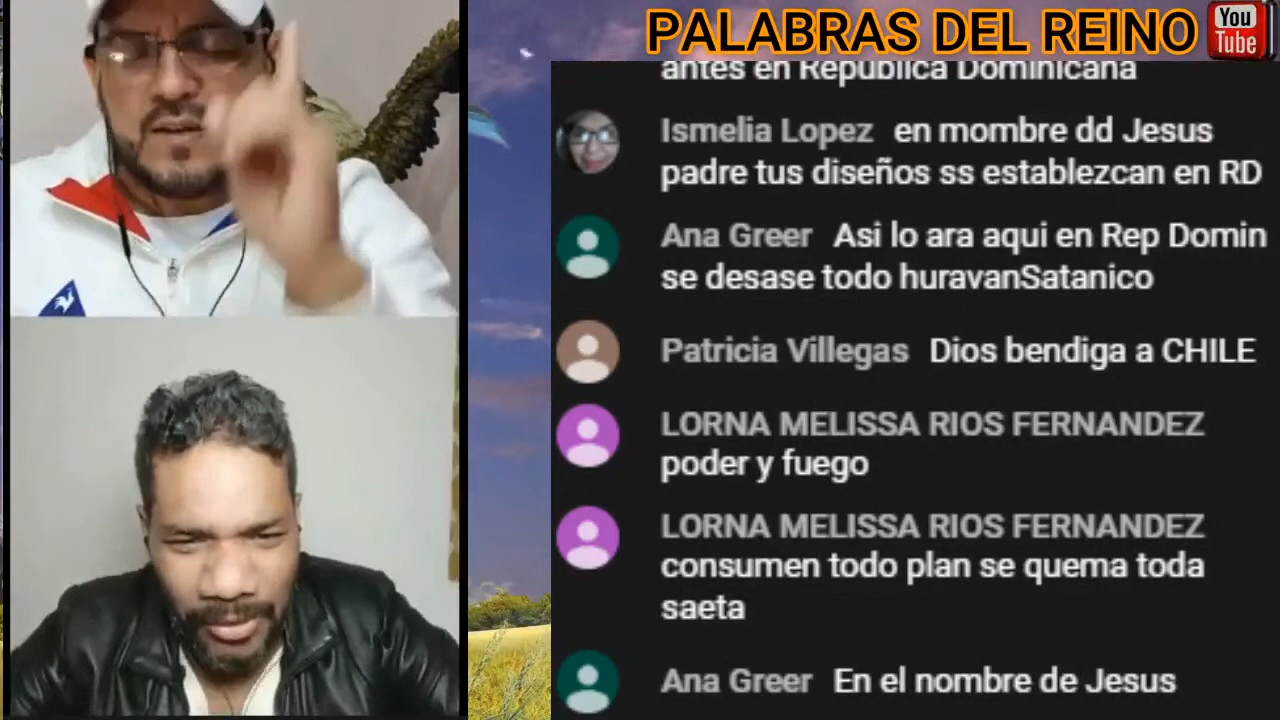 PALABRAS DEL REINO
You
Tube
antes en República Dominicana
Ismelia Lopez en mombre dd Jesus
padre tus diseños ss establezcan en RD
Ana Greer Asi lo ara aqui en Rep Domin
se desase todo huravanSatanico
Patricia Villegas Dios bendiga a CHILE
LORNA MELISSA RIOS FERNANDEZ
poder y fuego
LORNA MELISSA RIOS FERNANDEZ
consumen todo plan se quema toda
saeta
Ana Greer En el nombre de Jesus